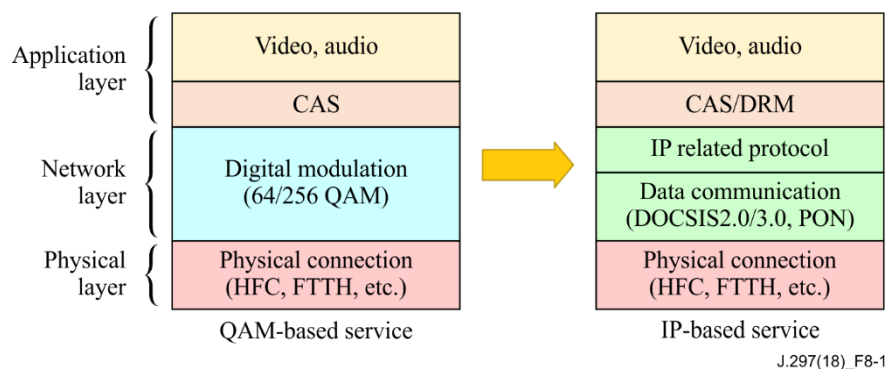 Application
layer
Network
layer
Physical
layer
Video, audio
CAS
Digital modulation
(64/256 QAM)
Physical connection
(HFC, FTTH, etc.)
QAM-based service
Video, audio
CAS/DRM
IP related protocol
Data communication
(DOCSIS2.0/3.0, PON)
Physical connection
(HFC, FTTH, etc.)
IP-based service
J.297(18)_F8-1